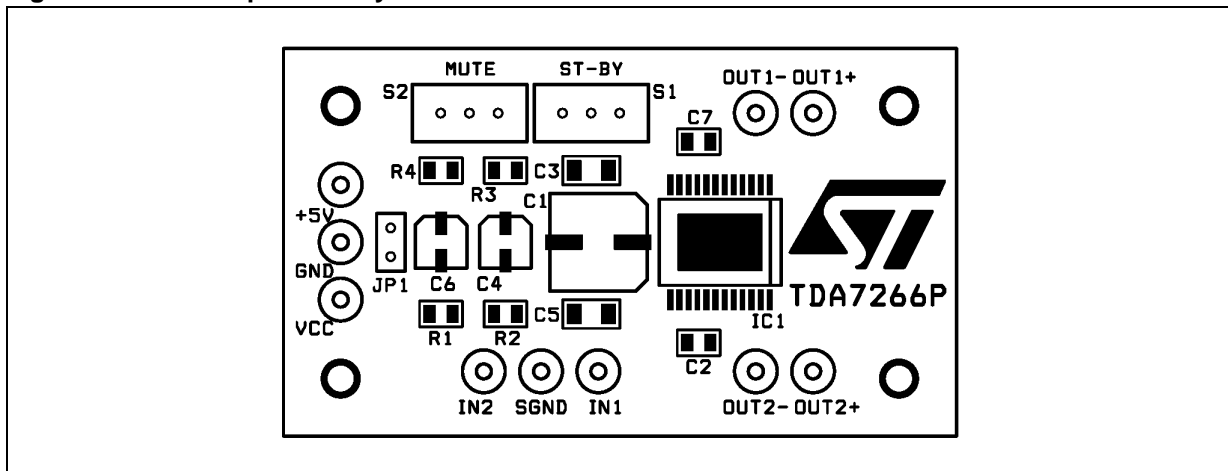 MUTE ST-BY OUT1- OUT1+
S2 S1
C7
R4 R3 C3
C1
+5V
GND
JP1 C6 C4
TDA7266P
VCC
R1 R2 C5 IC1
C2
IN2 SGND IN1 OUT2- OUT2+
ST